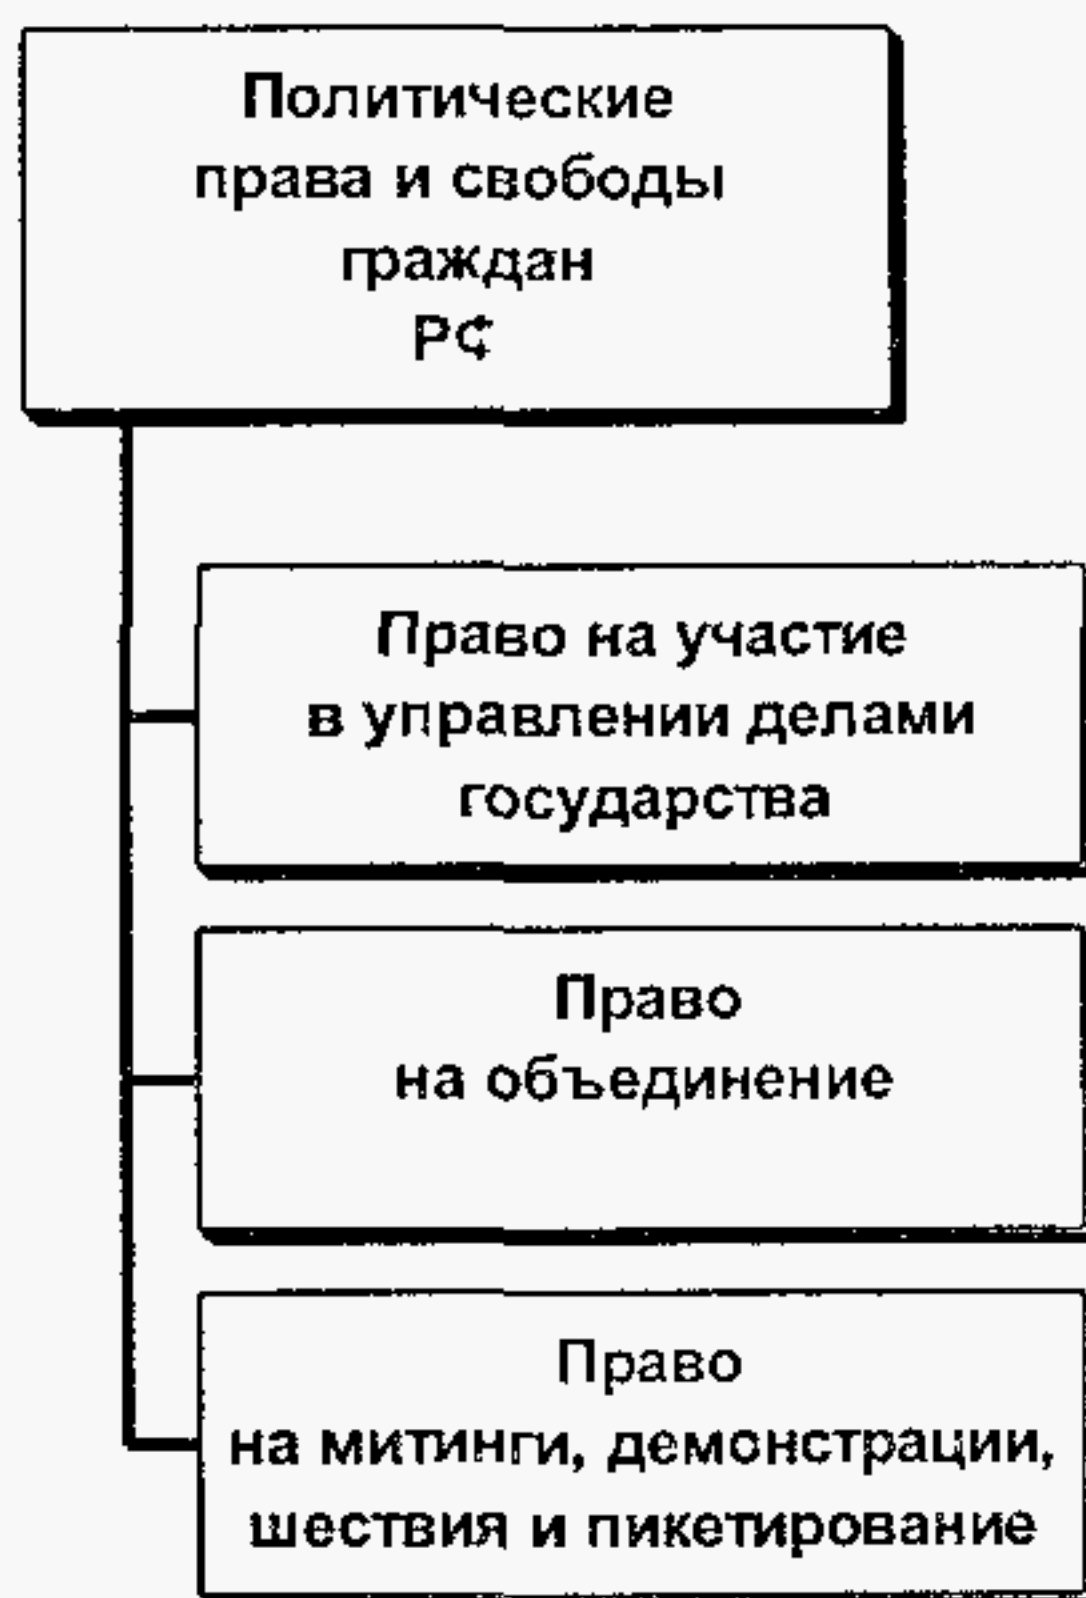 Политические
права и свободы
граждан
РФ
Право на участие
в управлении делами
государства
Право
на объединение
Право
на митинги, демонстрации,
шествия и пикетирование